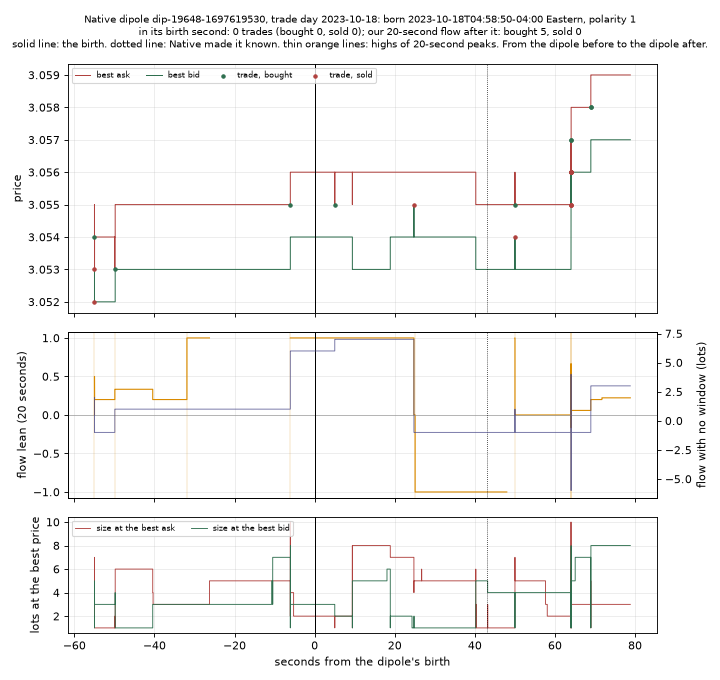 Native dipole dip-19648-1697619530, trade day 2023-10-18: born 2023-10-18T04:58:50-04:00 Eastern, polarity 1
in its birth second: 0 trades (bought 0, sold 0); our 20-second flow after it: bought 5, sold 0
solid line: the birth. dotted line: Native made it known. thin orange lines: highs of 20-second peaks. From the dipole before to the dipole after.
best ask best bid trade, bought trade, sold
3.059
3.058
3.057
3.056
3.055
3.054
3.053
3.052
price
1.0
0.5
0.0
−0.5
−1.0
flow lean (20 seconds)
7.5
5.0
2.5
0.0
−2.5
−5.0
flow with no window (lots)
size at the best ask size at the best bid
10
8
6
4
2
lots at the best price
−60 −40 −20 0 20 40 60 80
seconds from the dipole's birth